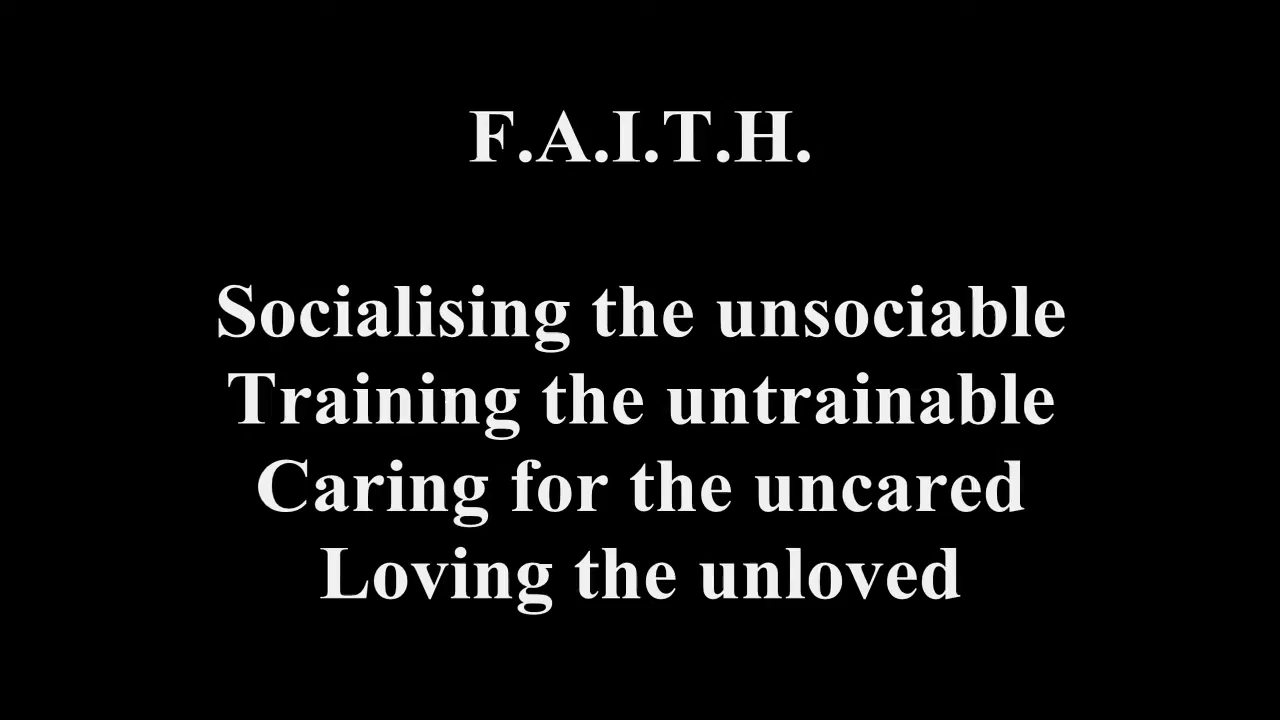 F.A.I.T.H.
Socialising the unsociable
Training the untrainable
Caring for the uncared
Loving the unloved